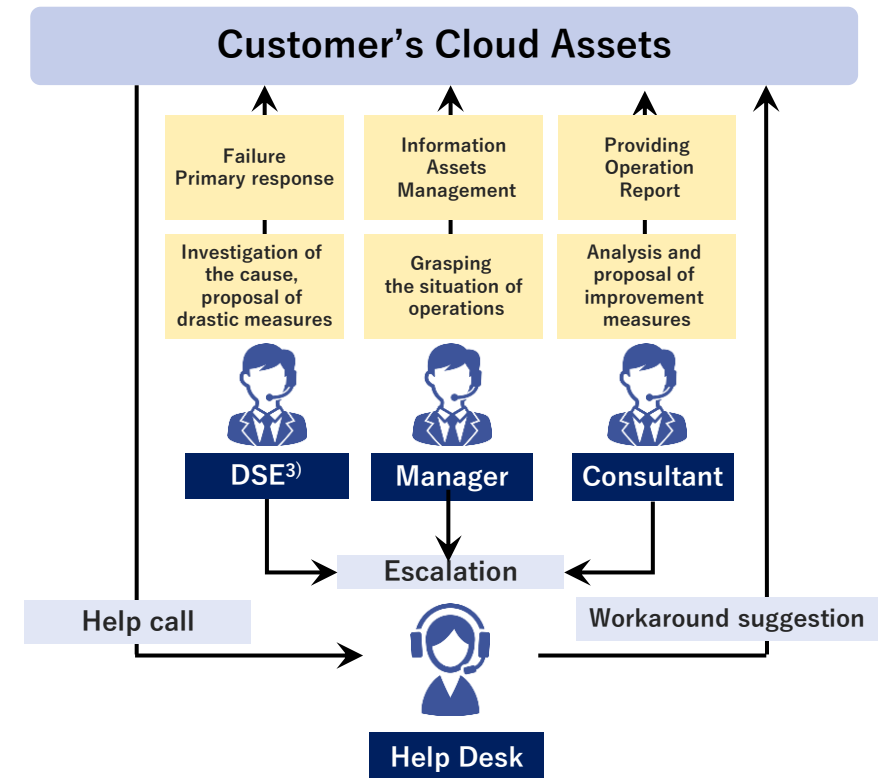 Customer’s Cloud Assets
Failure
Primary response
Information
Assets
Management
Providing
Operation
Report
Investigation of
the cause,
proposal of
drastic measures
Grasping
the situation of
operations
Analysis and
proposal of
improvement
measures
DSE3)
Manager
Consultant
Escalation
Help call
Workaround suggestion
Help Desk